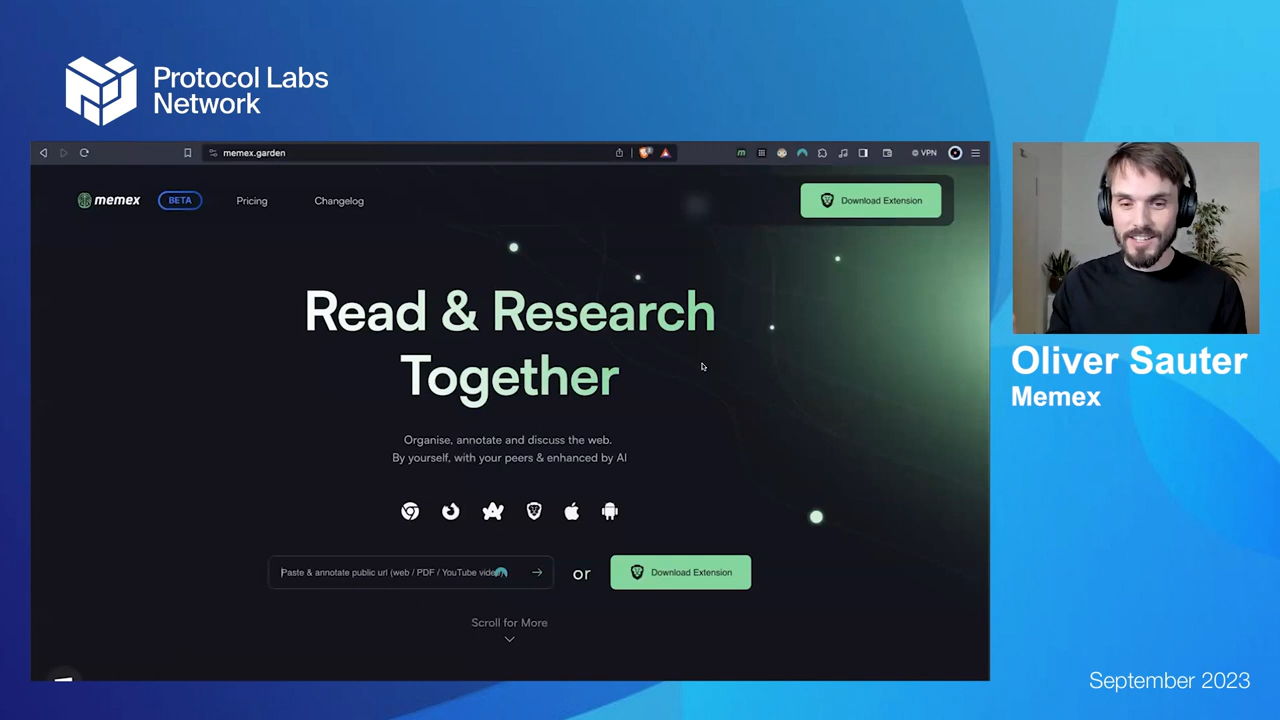 Protocol Labs
Network
memex.garden
VPN
memex
BETA
Pricing
Changelog
Download Extension
Read & Research
Together
Organise, annotate and discuss the web.
By yourself, with your peers & enhanced by AI
Paste & annotate public url (web / PDF / YouTube vide
or
Download Extension
Scroll for More
Oliver Sauter
Memex
September 2023